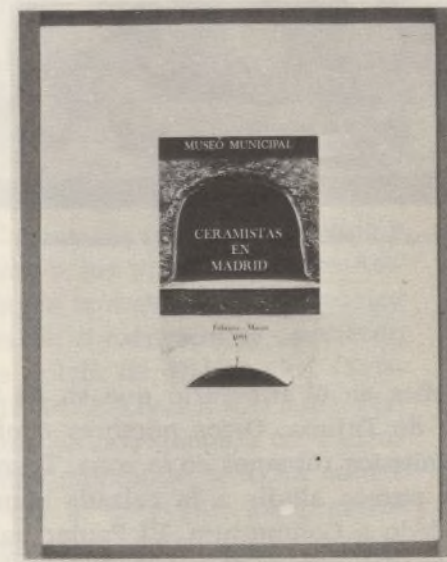 MUSEO MUNICIPAL
CERAMISTAS
EN
MADRID
Febrero - Marzo